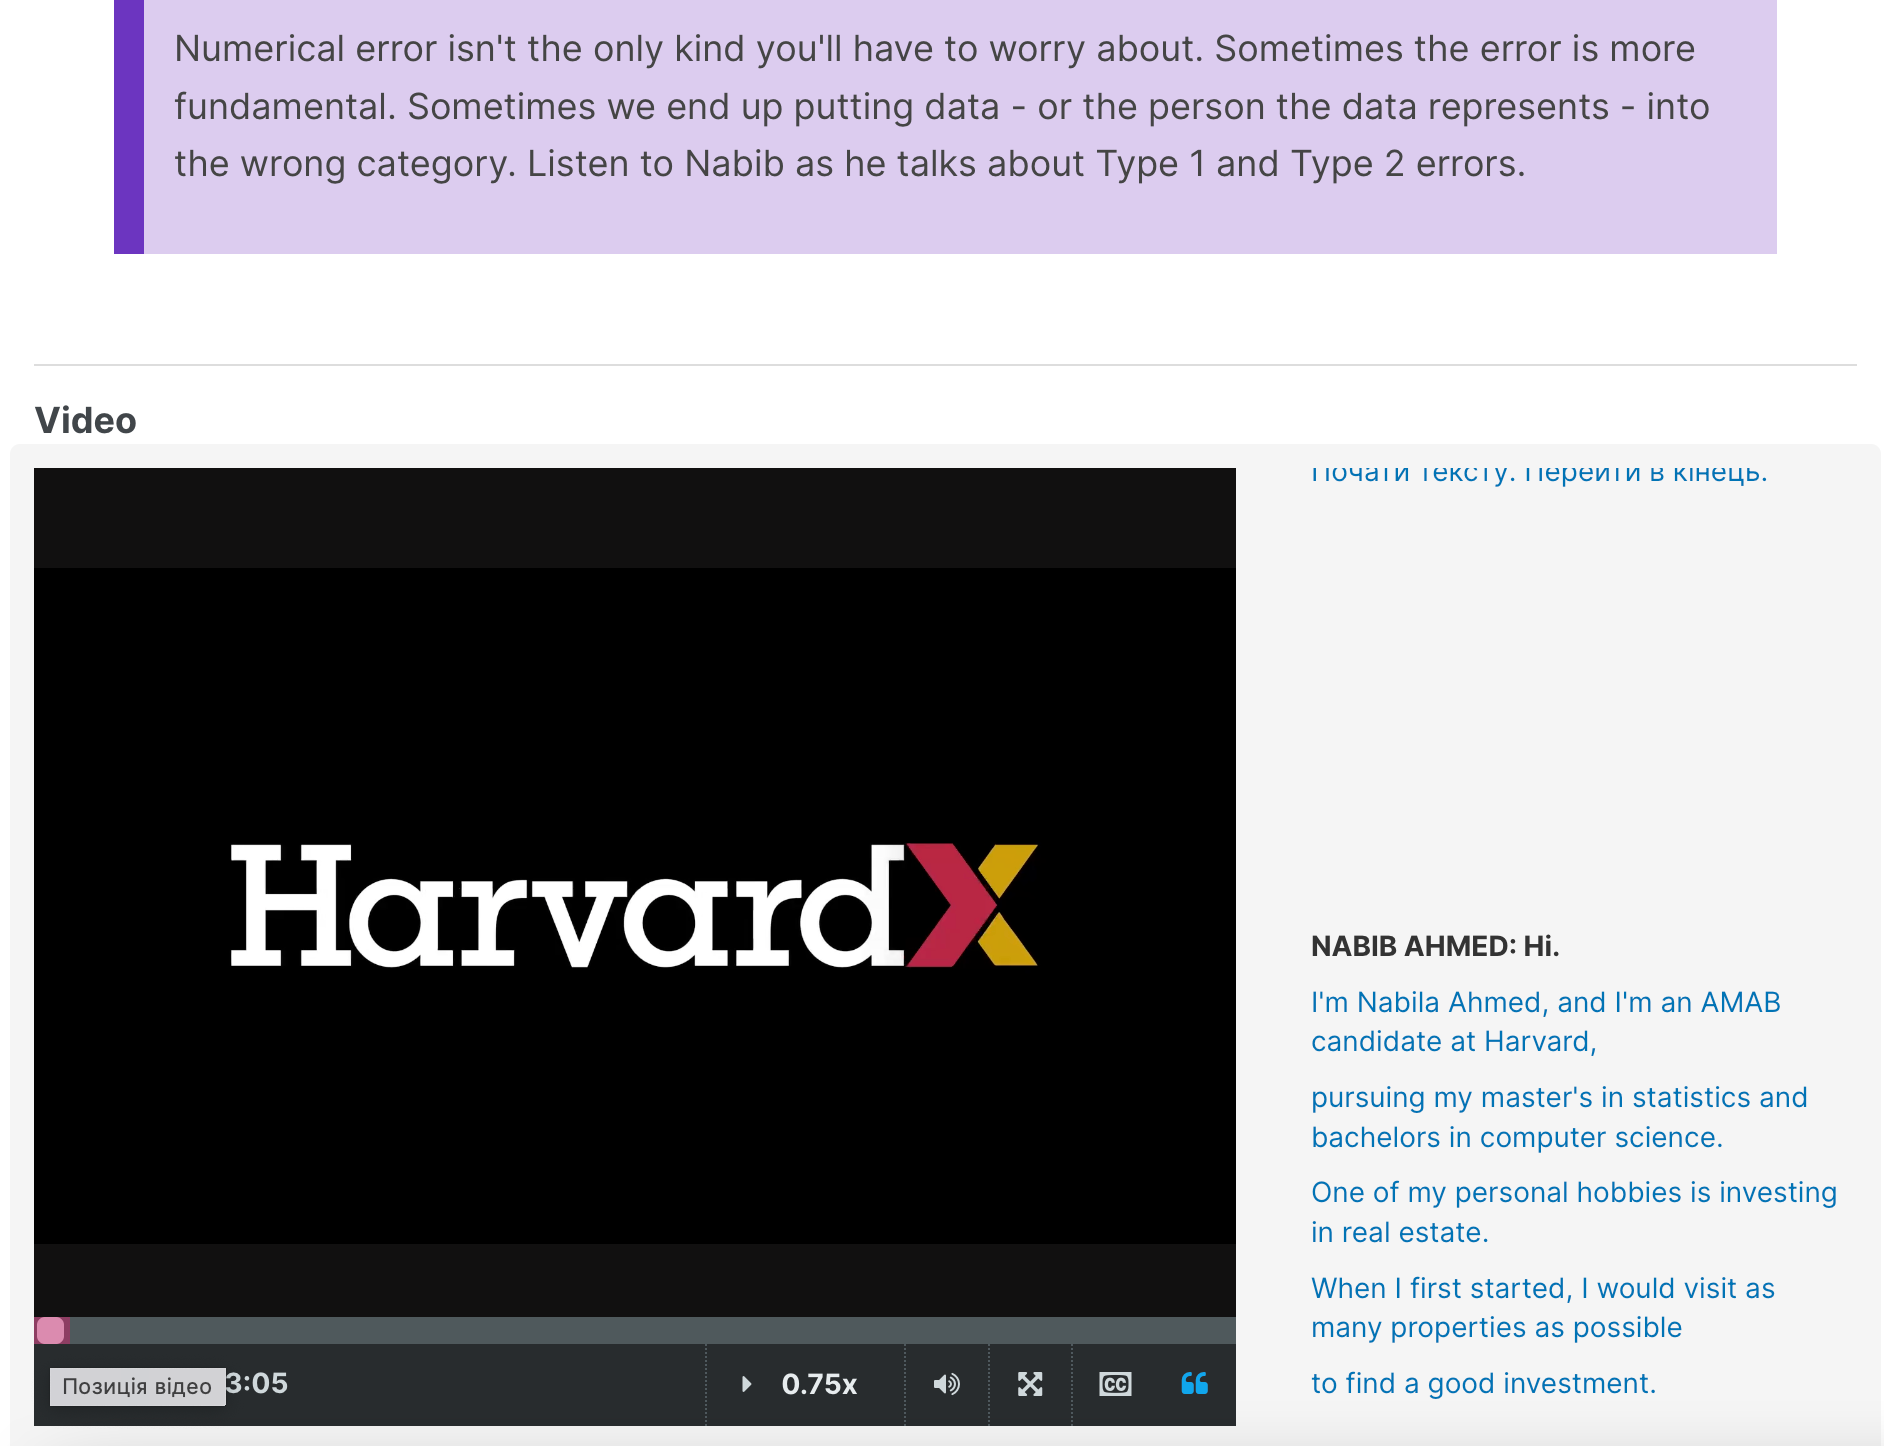 Numerical error isn't the only kind you'll have to worry about. Sometimes the error is more
fundamental. Sometimes we end up putting data - or the person the data represents - into
the wrong category. Listen to Nabib as he talks about Type 1 and Type 2 errors.
Video
Почати тексту. Перейти в кінець.
HarvardX
NABIB AHMED: Hi.
I'm Nabila Ahmed, and I'm an AMAB
candidate at Harvard,
pursuing my master's in statistics and
bachelors in computer science.
One of my personal hobbies is investing
in real estate.
When I first started, I would visit as
many properties as possible
to find a good investment.
Позиція відео
3:05
0.75x
CC